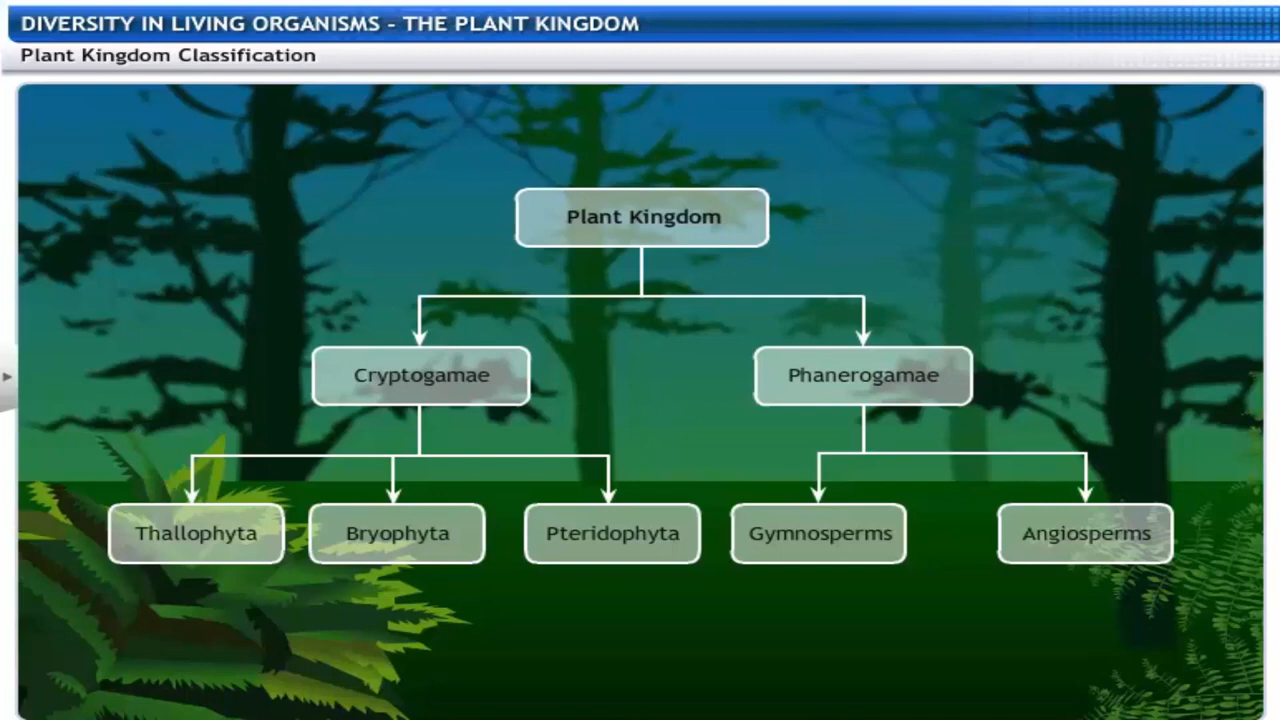 DIVERSITY IN LIVING ORGANISMS - THE PLANT KINGDOM
Plant Kingdom Classification
Plant Kingdom
Cryptogamae
Phanerogamae
Thallophyta
Bryophyta
Pteridophyta
Gymnosperms
Angiosperms